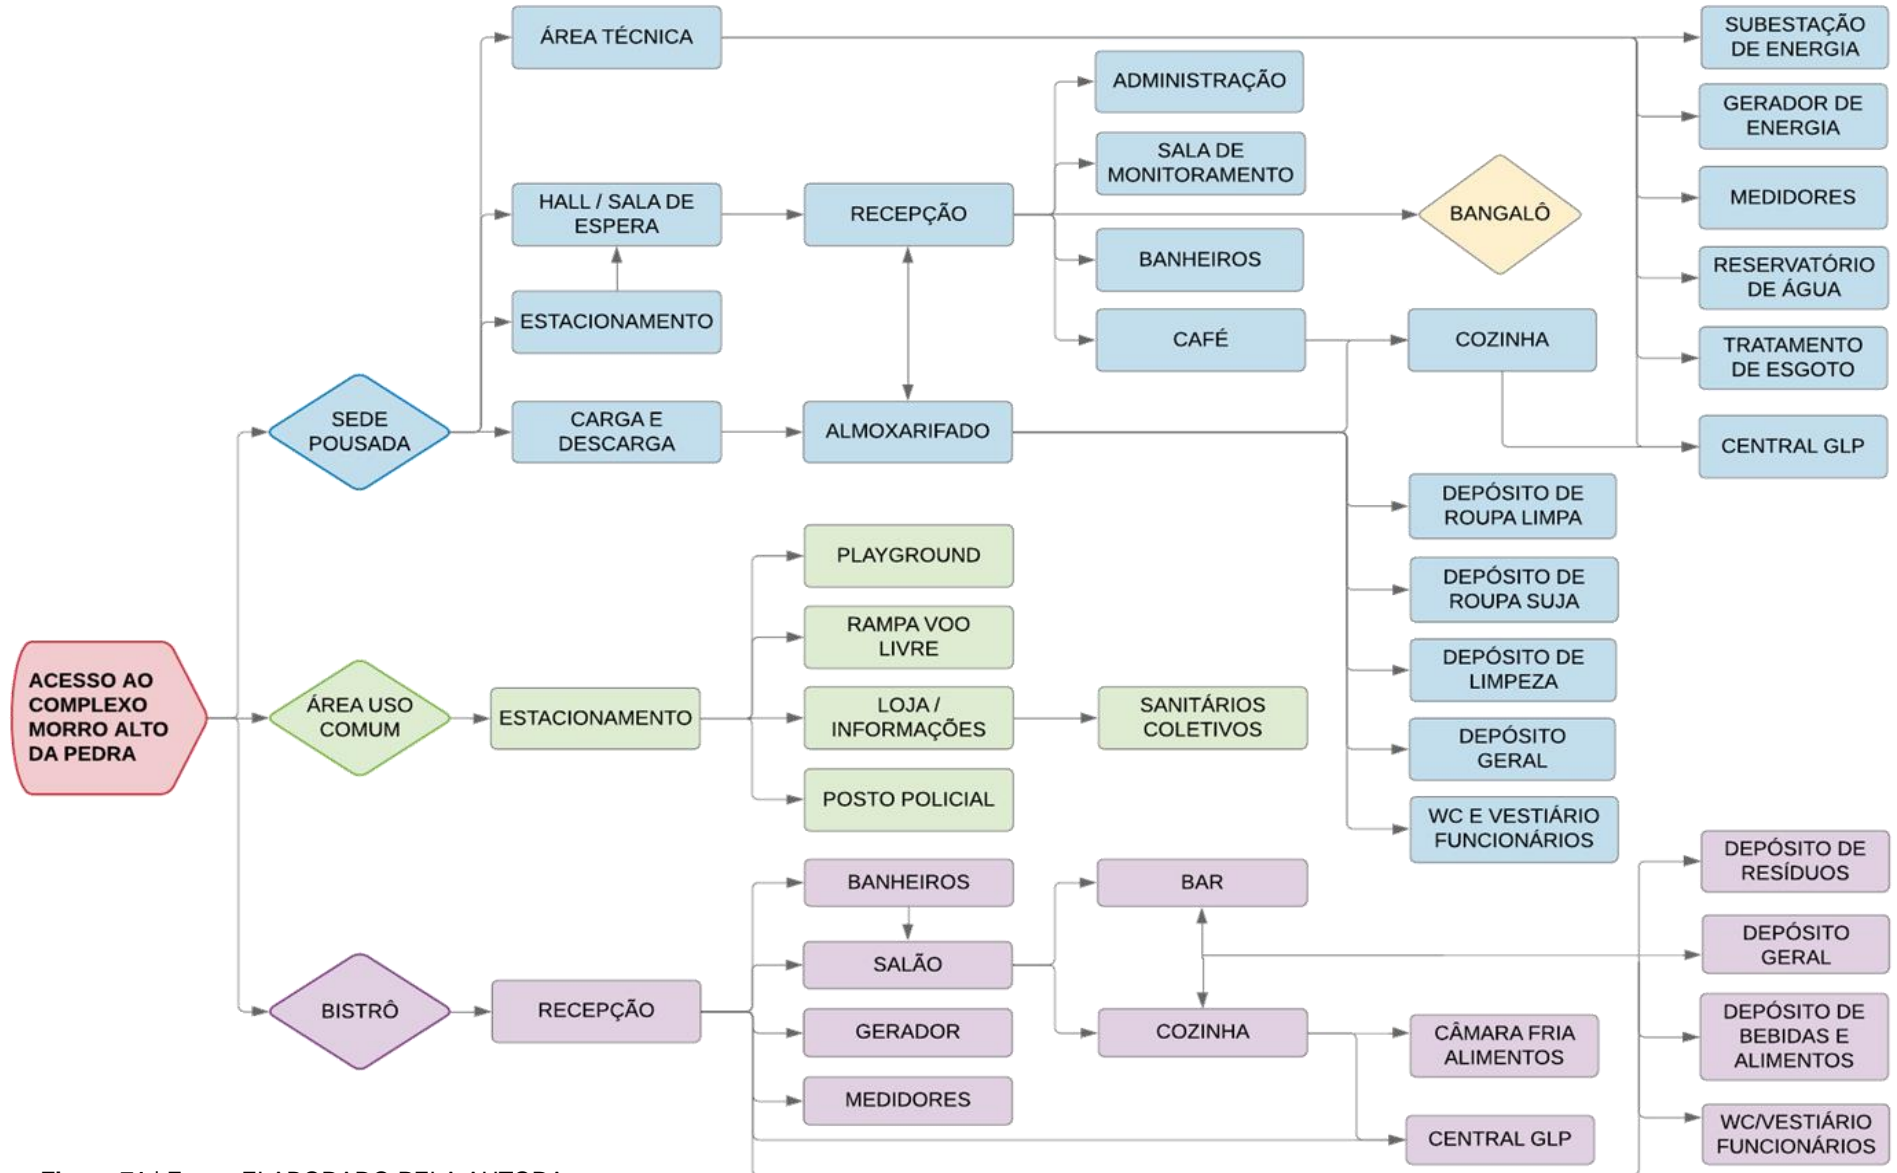 ÁREA TÉCNICA
SUBESTAÇÃO
DE ENERGIA
ADMINISTRAÇÃO
GERADOR DE
ENERGIA
SALA DE
MONITORAMENTO
HALL / SALA DE
ESPERA
RECEPÇÃO
BANGALÔ
MEDIDORES
BANHEIROS
RESERVATÓRIO
DE ÁGUA
ESTACIONAMENTO
CAFÉ
COZINHA
TRATAMENTO
DE ESGOTO
SEDE
POUSADA
CARGA E
DESCARGA
ALMOXARIFADO
CENTRAL GLP
DEPÓSITO DE
ROUPA LIMPA
PLAYGROUND
DEPÓSITO DE
ROUPA SUJA
RAMPA VOO
LIVRE
DEPÓSITO DE
LIMPEZA
ACESSO AO
COMPLEXO
MORRO ALTO
DA PEDRA
ÁREA USO
COMUM
ESTACIONAMENTO
LOJA /
INFORMAÇÕES
SANITÁRIOS
COLETIVOS
DEPÓSITO
GERAL
POSTO POLICIAL
WC E VESTIÁRIO
FUNCIONÁRIOS
DEPÓSITO DE
RESÍDUOS
BANHEIROS
BAR
DEPÓSITO
GERAL
SALÃO
BISTRÔ
RECEPÇÃO
GERADOR
COZINHA
CÂMARA FRIA
ALIMENTOS
DEPÓSITO DE
BEBIDAS E
ALIMENTOS
MEDIDORES
CENTRAL GLP
WC/VESTIÁRIO
FUNCIONÁRIOS